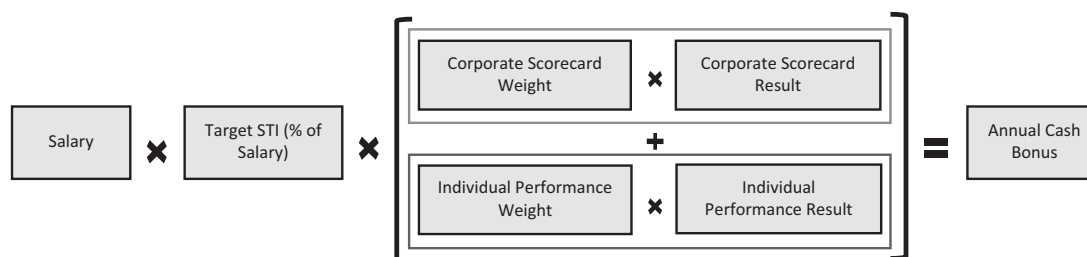 Salary
×
Target STI (% of
Salary)
×
[
Corporate Scorecard
Weight
×
Corporate Scorecard
Result
+
Individual Performance
Weight
×
Individual
Performance Result
]
=
Annual Cash
Bonus